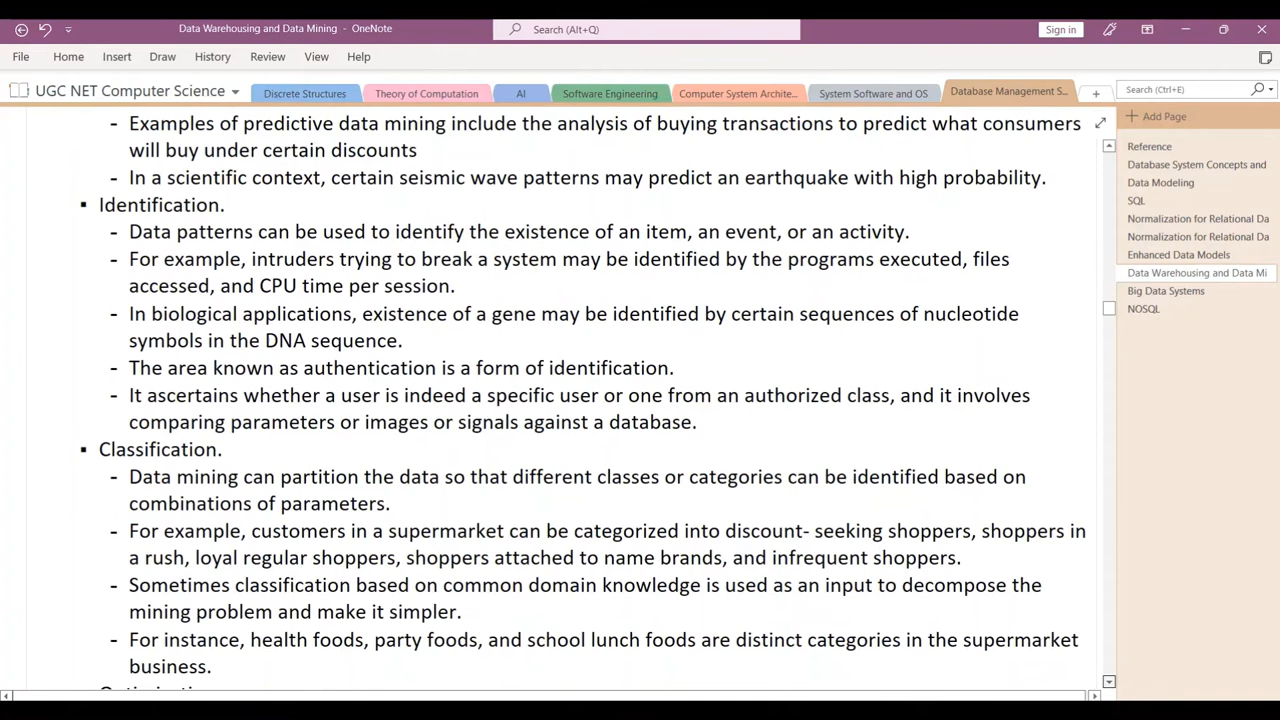 Data Warehousing and Data Mining - OneNote
Search (Alt+Q)
Sign in
File Home Insert Draw History Review View Help
UGC NET Computer Science
Discrete Structures
Theory of Computation
AI
Software Engineering
Computer System Archite...
System Software and OS
Database Management S...
+
Search (Ctrl+E)
- Examples of predictive data mining include the analysis of buying transactions to predict what consumers
will buy under certain discounts
- In a scientific context, certain seismic wave patterns may predict an earthquake with high probability.
▪ Identification.
- Data patterns can be used to identify the existence of an item, an event, or an activity.
- For example, intruders trying to break a system may be identified by the programs executed, files
accessed, and CPU time per session.
- In biological applications, existence of a gene may be identified by certain sequences of nucleotide
symbols in the DNA sequence.
- The area known as authentication is a form of identification.
- It ascertains whether a user is indeed a specific user or one from an authorized class, and it involves
comparing parameters or images or signals against a database.
▪ Classification.
- Data mining can partition the data so that different classes or categories can be identified based on
combinations of parameters.
- For example, customers in a supermarket can be categorized into discount- seeking shoppers, shoppers in
a rush, loyal regular shoppers, shoppers attached to name brands, and infrequent shoppers.
- Sometimes classification based on common domain knowledge is used as an input to decompose the
mining problem and make it simpler.
- For instance, health foods, party foods, and school lunch foods are distinct categories in the supermarket
business.
Add Page
Reference
Database System Concepts and
Data Modeling
SQL
Normalization for Relational Da
Normalization for Relational Da
Enhanced Data Models
Data Warehousing and Data Mi
Big Data Systems
NOSQL